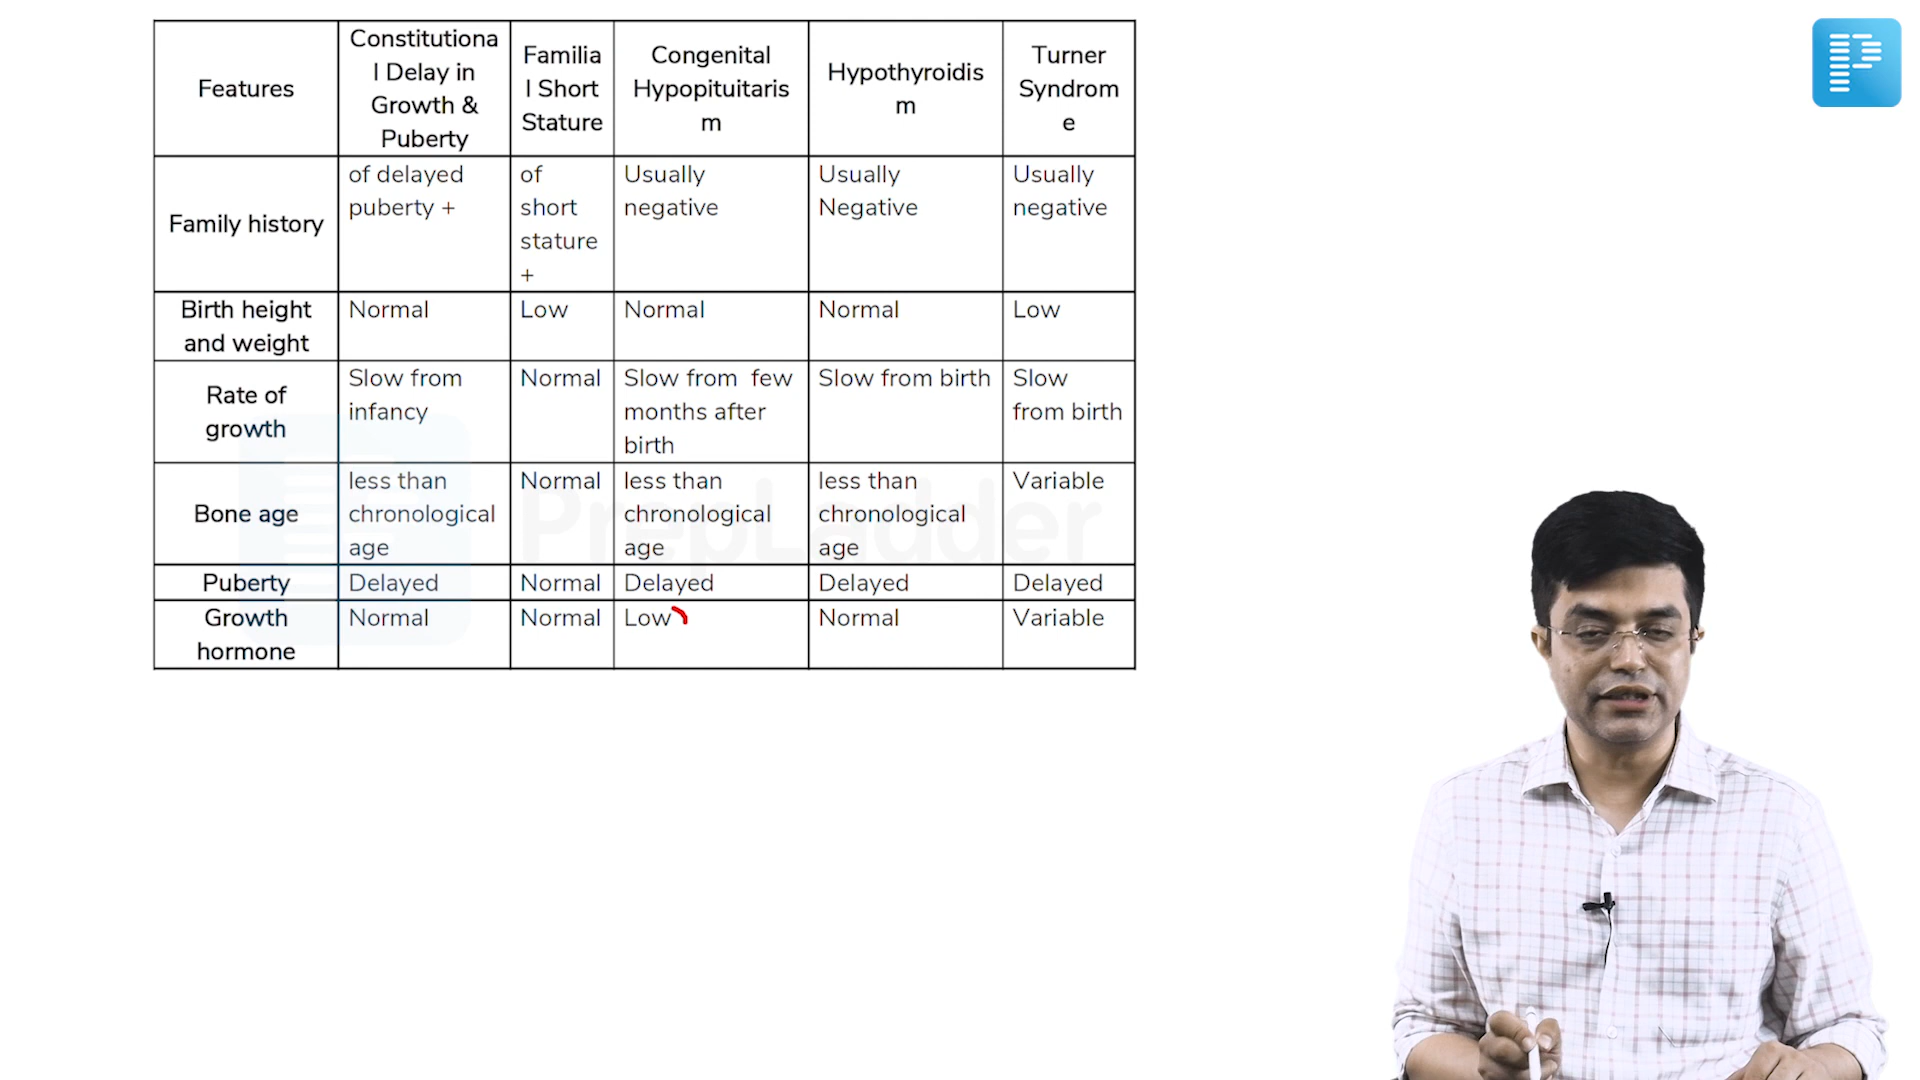 Features
Constitutiona
l Delay in
Growth &
Puberty
Familia
l Short
Stature
Congenital
Hypopituitaris
m
Hypothyroidis
m
Turner
Syndrom
e
Family history
of delayed
puberty +
of
short
stature
+
Usually
negative
Usually
Negative
Usually
negative
Birth height
and weight
Normal
Low
Normal
Normal
Low
Rate of
growth
Slow from
infancy
Normal
Slow from few
months after
birth
Slow from birth
Slow
from birth
Bone age
less than
chronological
age
Normal
less than
chronological
age
less than
chronological
age
Variable
Puberty
Delayed
Normal
Delayed
Delayed
Delayed
Growth
hormone
Normal
Normal
Low
Normal
Variable
PrepLadder